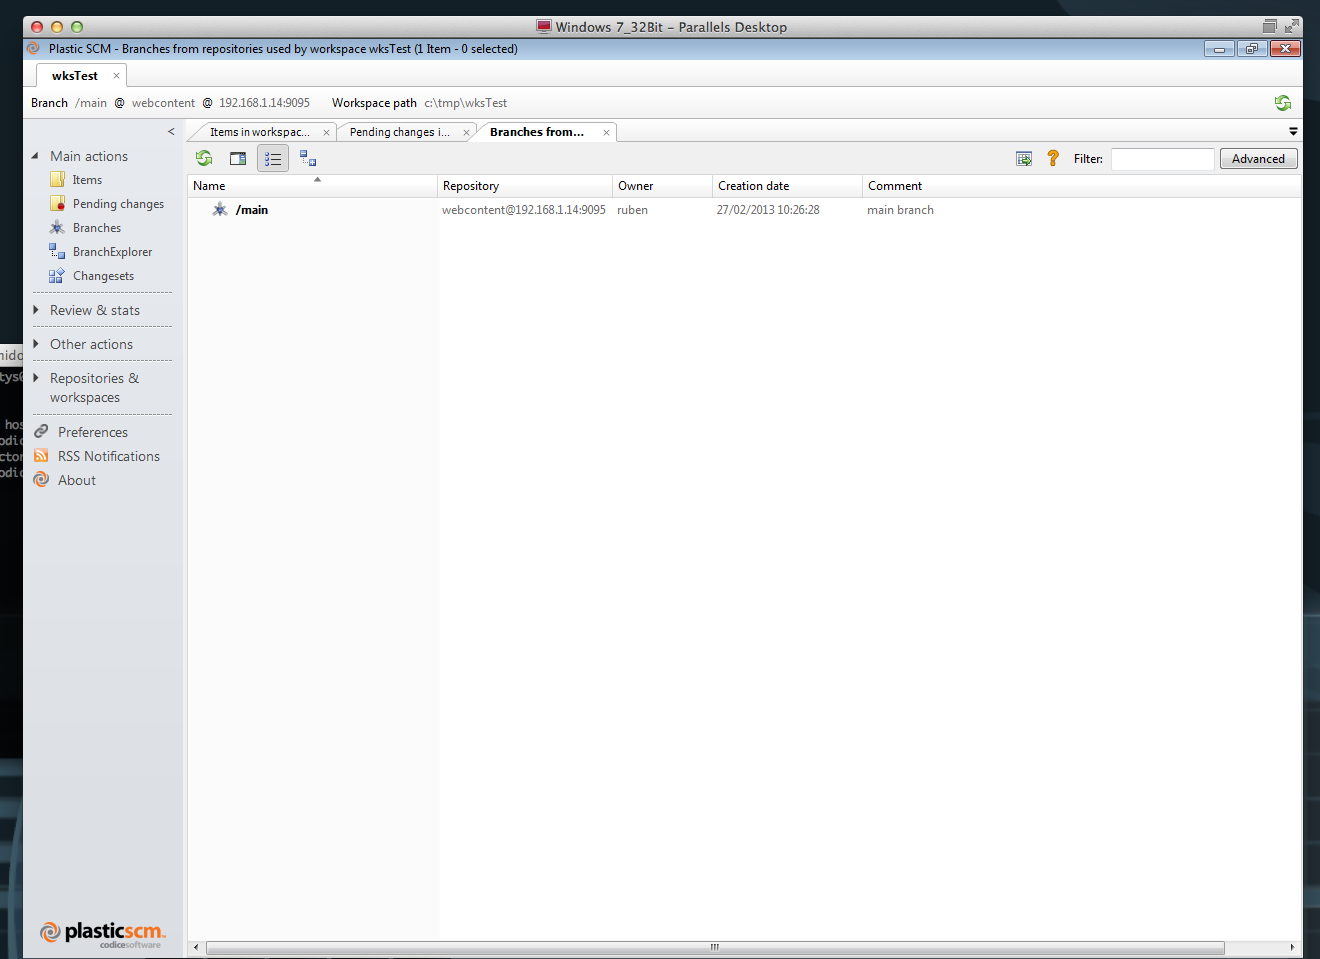 Windows 7_32Bit - Parallels Desktop
Plastic SCM - Branches from repositories used by workspace wksTest (1 Item - 0 selected)
wksTest
Branch /main @ webcontent @ 192.168.1.14:9095 Workspace path c:\tmp\wksTest
Items in workspac... Pending changes i... Branches from...
Filter: Advanced
Name Repository Owner Creation date Comment
/main webcontent@192.168.1.14:9095 ruben 27/02/2013 10:26:28 main branch
Main actions
Items
Pending changes
Branches
BranchExplorer
Changesets
Review & stats
Other actions
Repositories &
workspaces
Preferences
RSS Notifications
About
plasticscm
codicesoftware